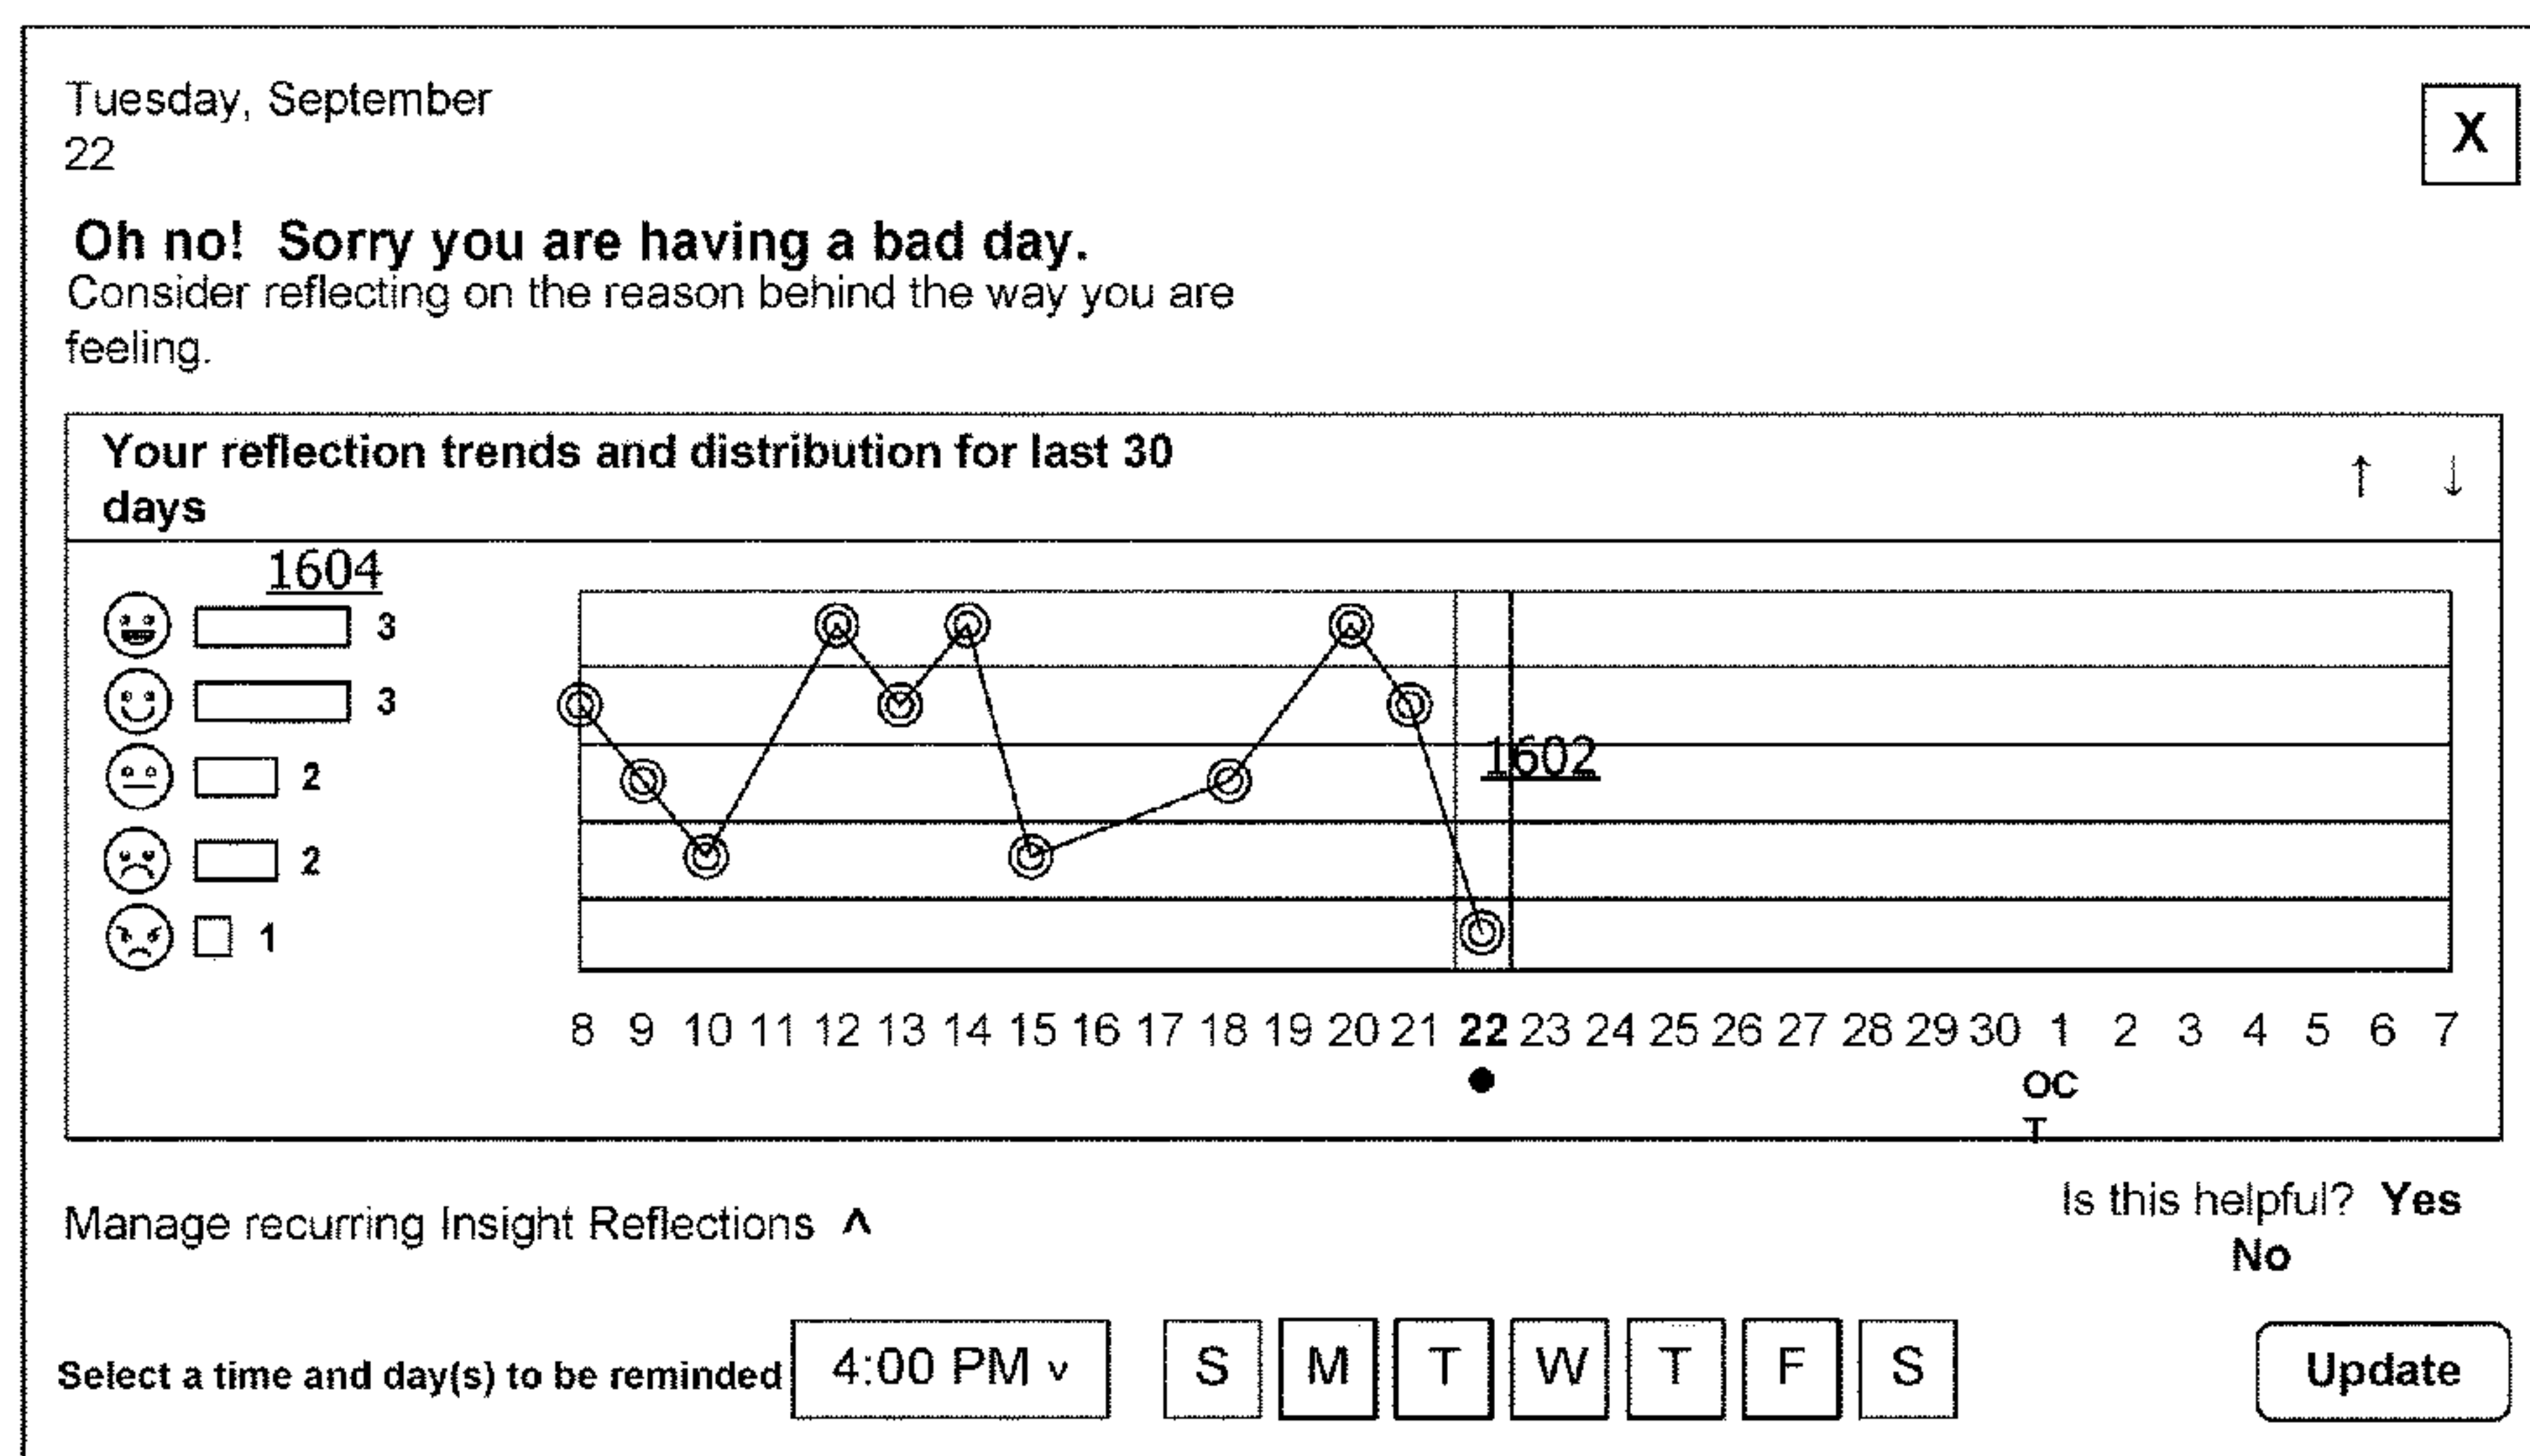 Tuesday, September
22
X
Oh no! Sorry you are having a bad day.
Consider reflecting on the reason behind the way you are
feeling.
Your reflection trends and distribution for last 30
days
↑ ↓
1604
3
3
2
2
1
1602
8 9 10 11 12 13 14 15 16 17 18 19 20 21 22 23 24 25 26 27 28 29 30 1 2 3 4 5 6 7
OC
T
Manage recurring Insight Reflections ^
Is this helpful? Yes
No
Select a time and day(s) to be reminded 4:00 PM v S M T W T F S Update